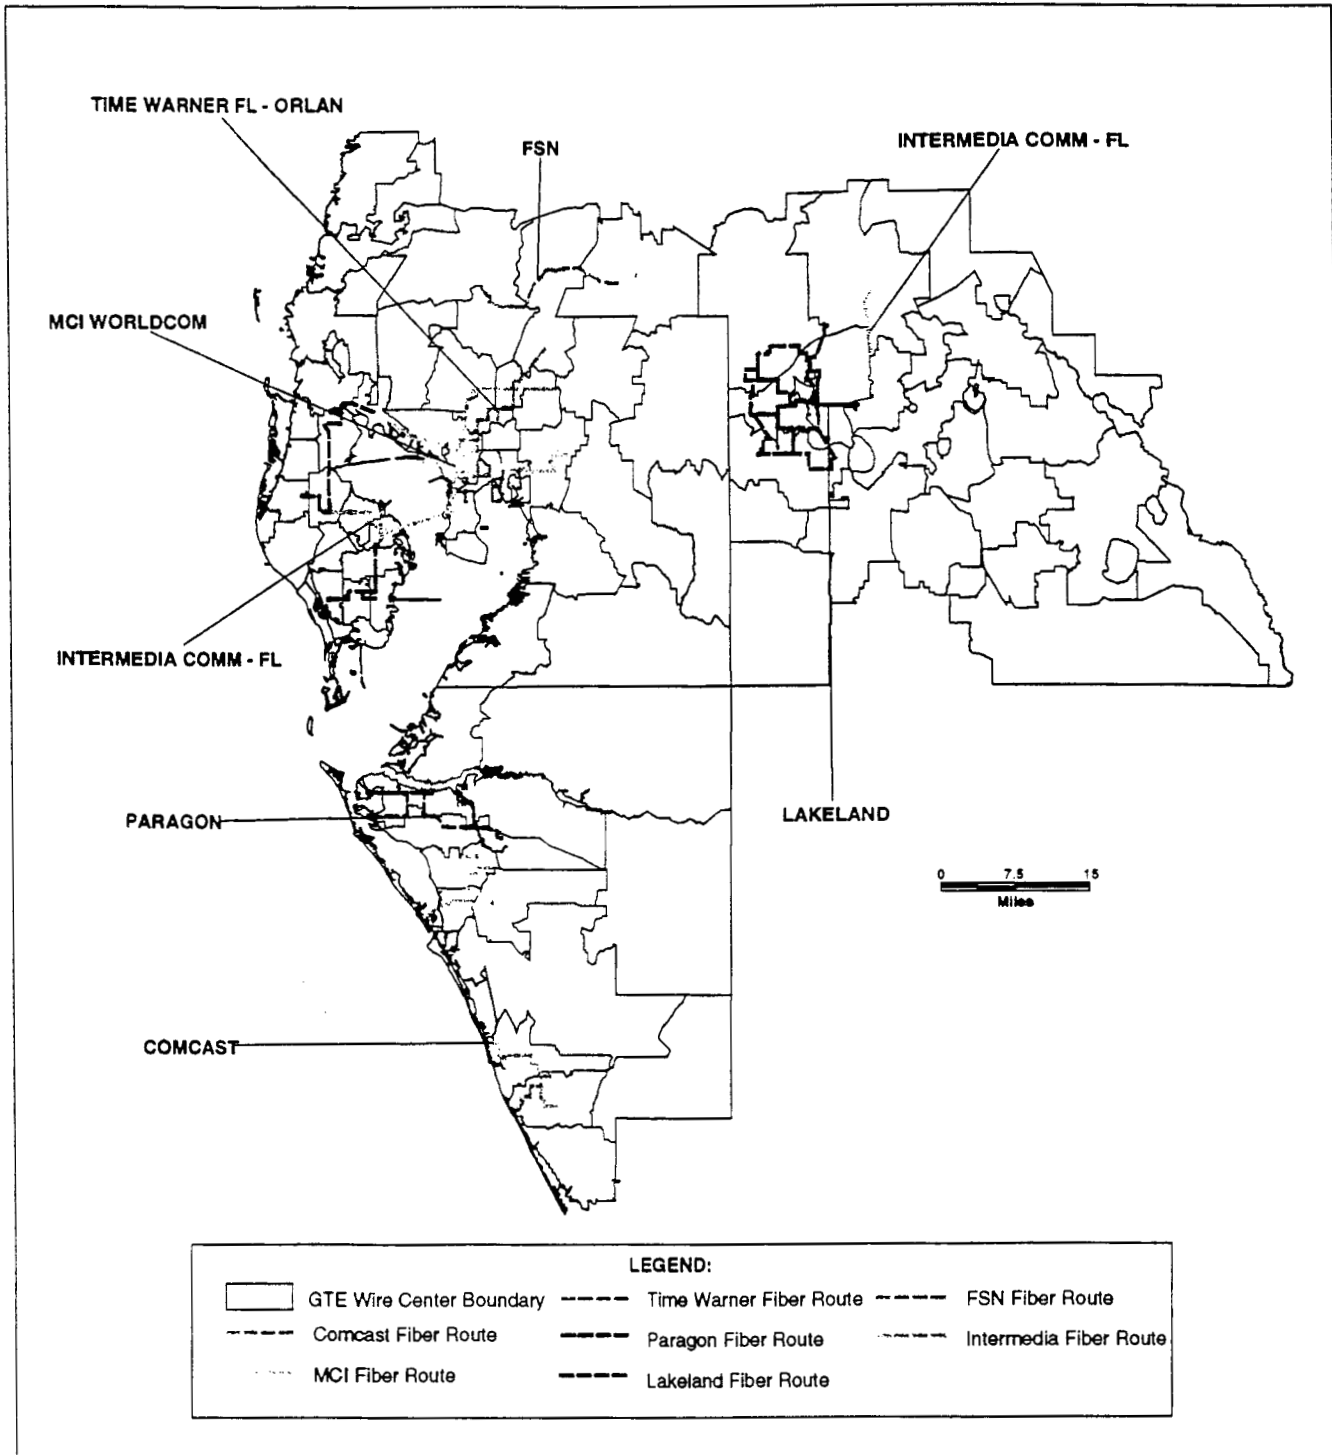 TIME WARNER FL - ORLAN
FSN
INTERMEDIA COMM - FL
MCI WORLDCOM
INTERMEDIA COMM - FL
PARAGON
LAKELAND
0 7.5 15
Miles
COMCAST
LEGEND:
GTE Wire Center Boundary
Time Warner Fiber Route
FSN Fiber Route
Comcast Fiber Route
Paragon Fiber Route
Intermedia Fiber Route
MCI Fiber Route
Lakeland Fiber Route